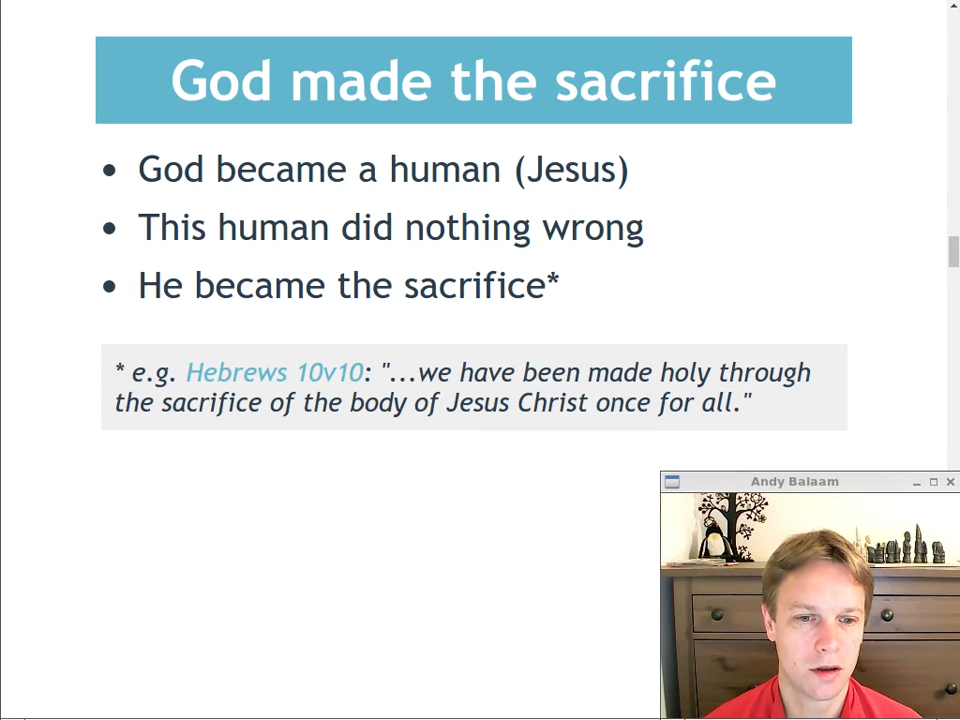 God made the sacrifice
• God became a human (Jesus)
• This human did nothing wrong
• He became the sacrifice*
* e.g. Hebrews 10v10: "...we have been made holy through
the sacrifice of the body of Jesus Christ once for all."
Andy Balaam